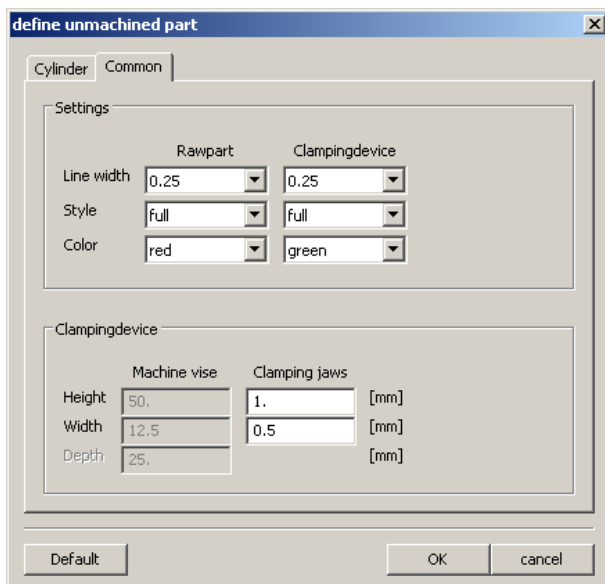 define unmachined part
Cylinder Common
Settings
Rawpart Clampingdevice
Line width 0.25 0.25
Style full full
Color red green
Clampingdevice
Machine vise Clamping jaws
Height 50. 1. [mm]
Width 12.5 0.5 [mm]
Depth 25. [mm]
Default OK cancel